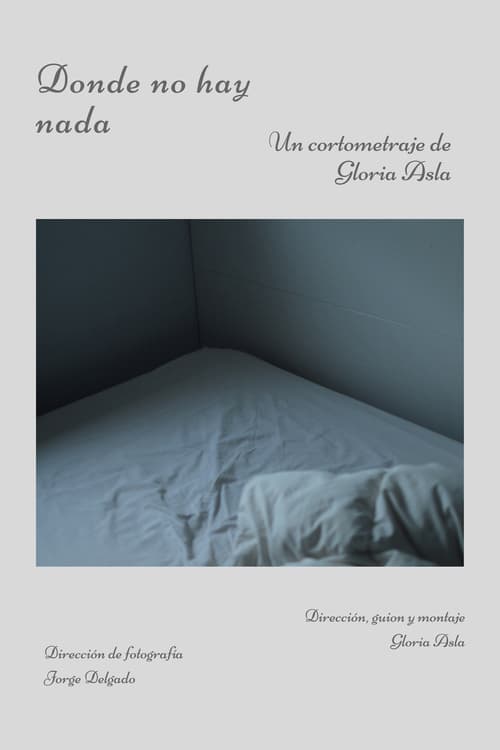 Donde no hay
nada
Un cortometraje de
Gloria Asla
Dirección, guion y montaje
Gloria Asla
Dirección de fotografía
Jorge Delgado